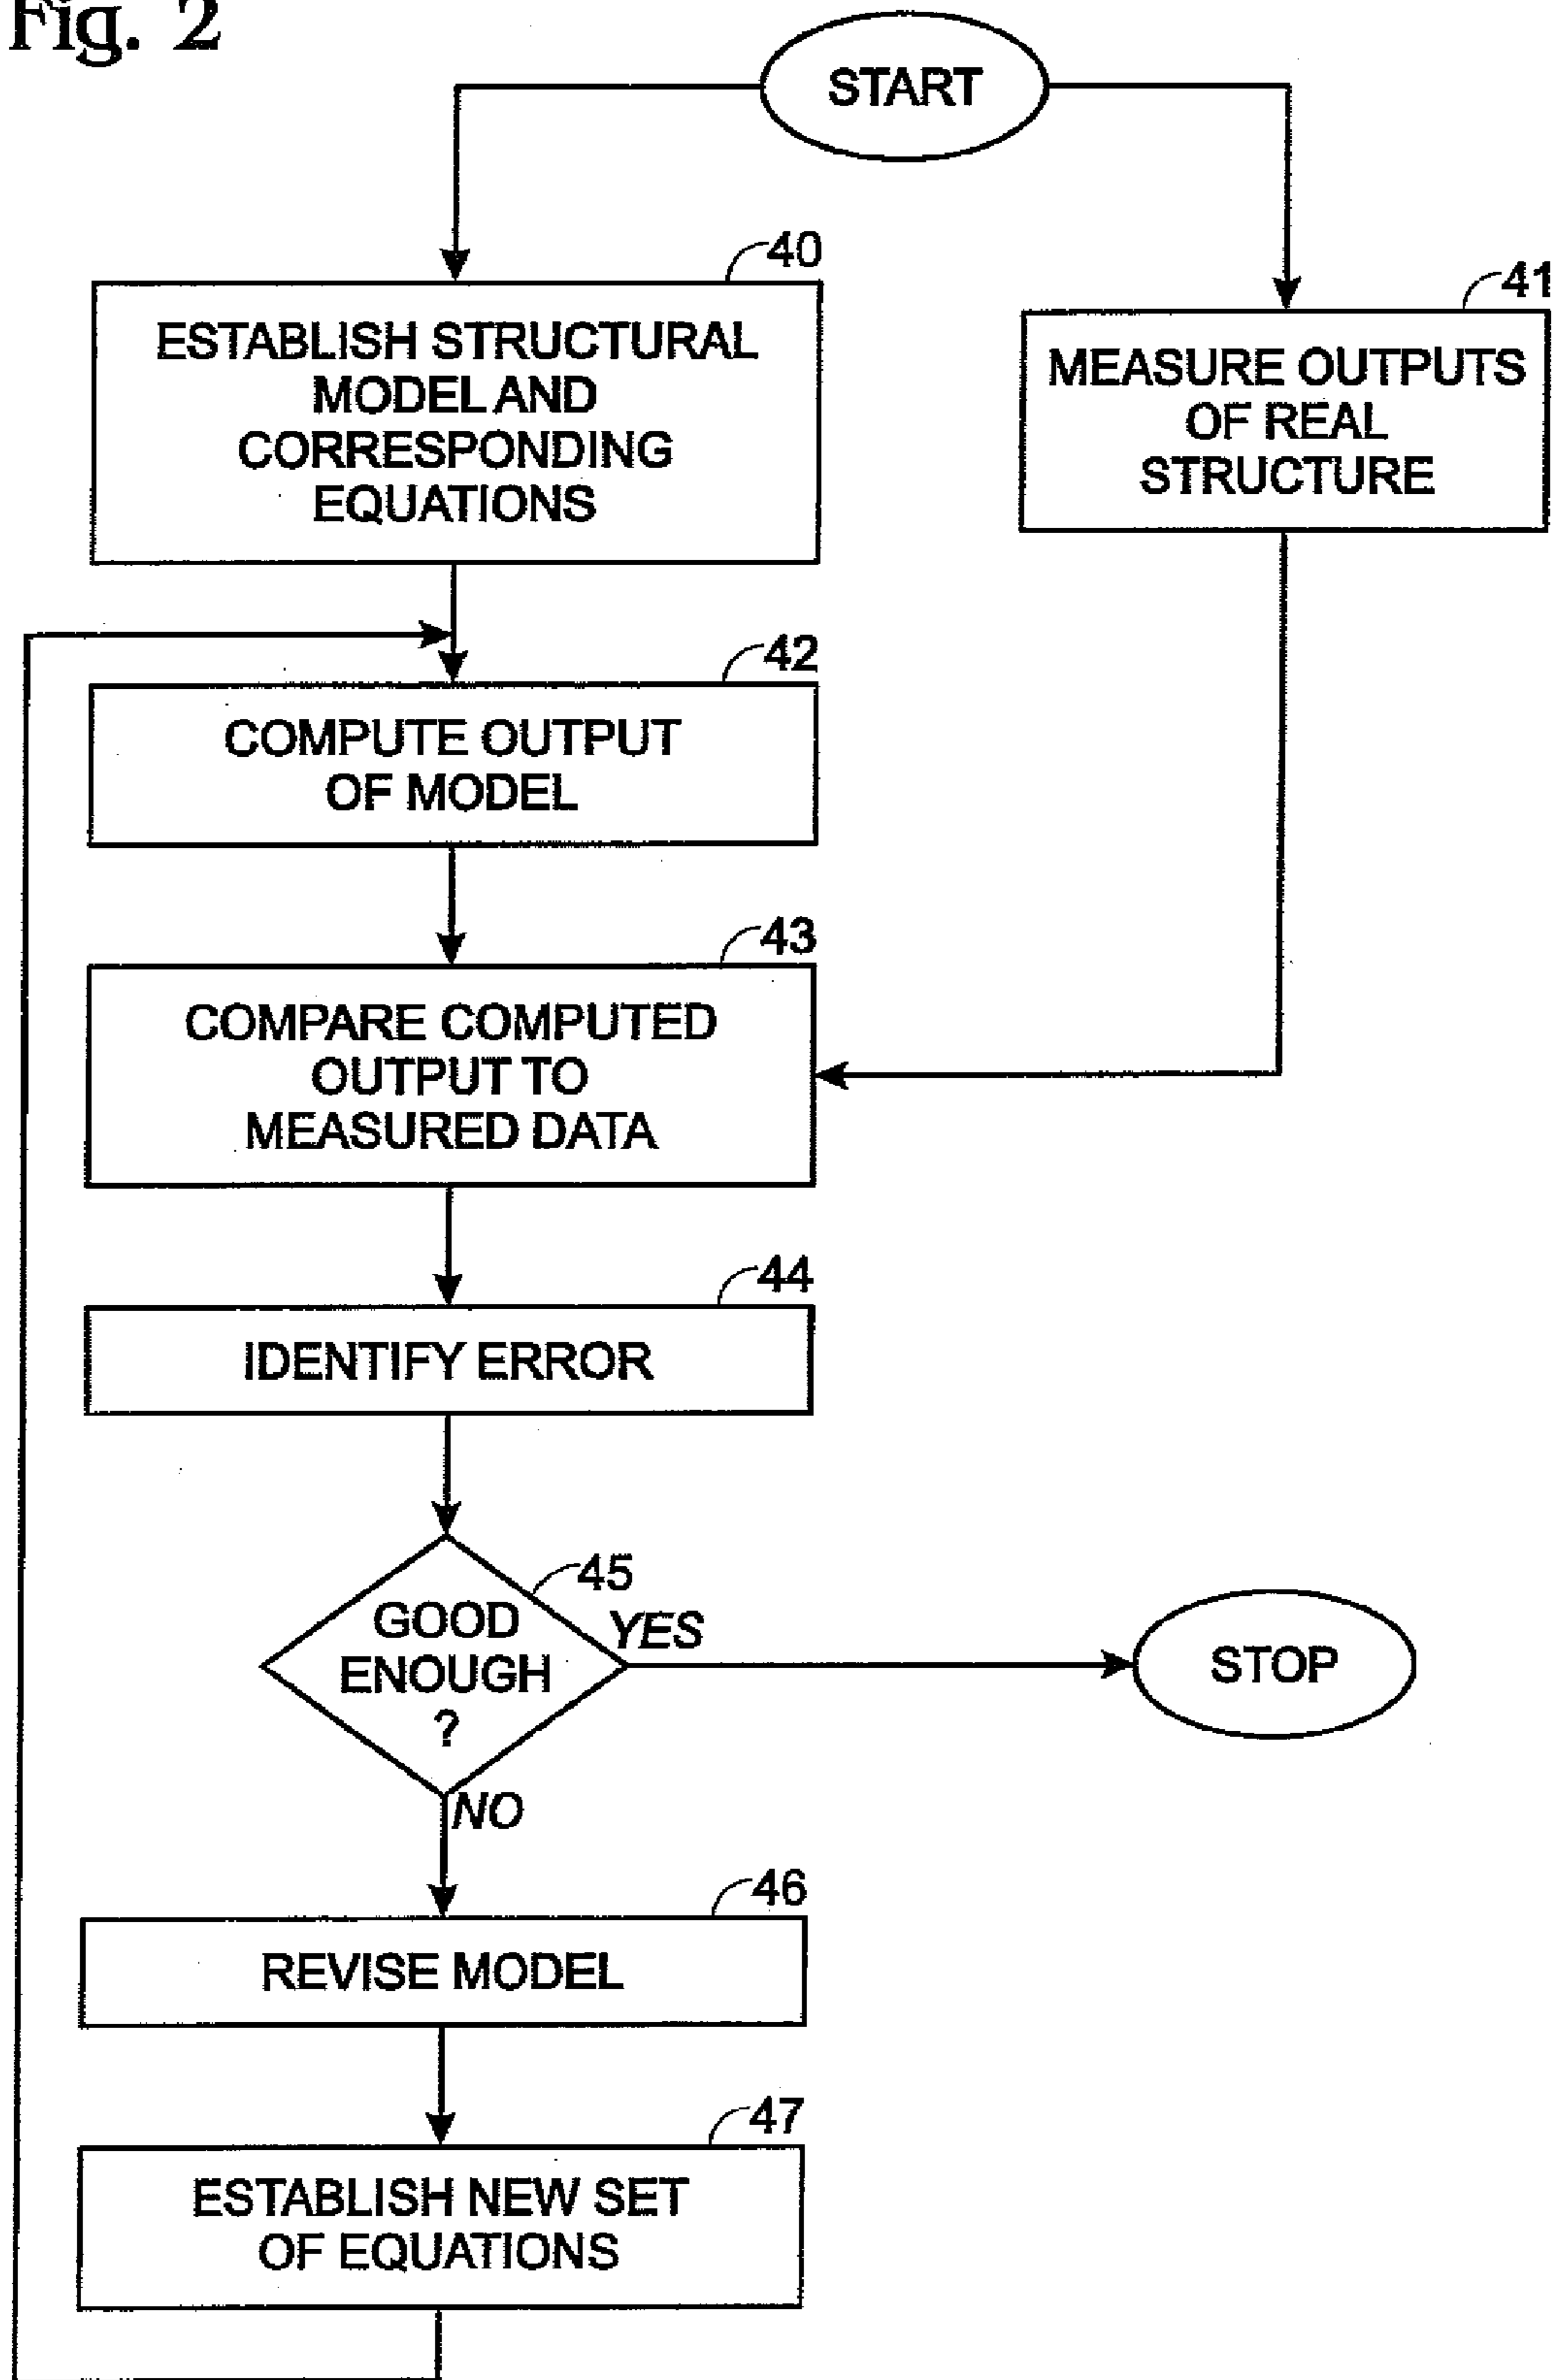 Fig. 2
START
40
ESTABLISH STRUCTURAL
MODEL AND
CORRESPONDING
EQUATIONS
41
MEASURE OUTPUTS
OF REAL
STRUCTURE
42
COMPUTE OUTPUT
OF MODEL
43
COMPARE COMPUTED
OUTPUT TO
MEASURED DATA
44
IDENTIFY ERROR
45
GOOD
ENOUGH
?
YES
STOP
NO
46
REVISE MODEL
47
ESTABLISH NEW SET
OF EQUATIONS